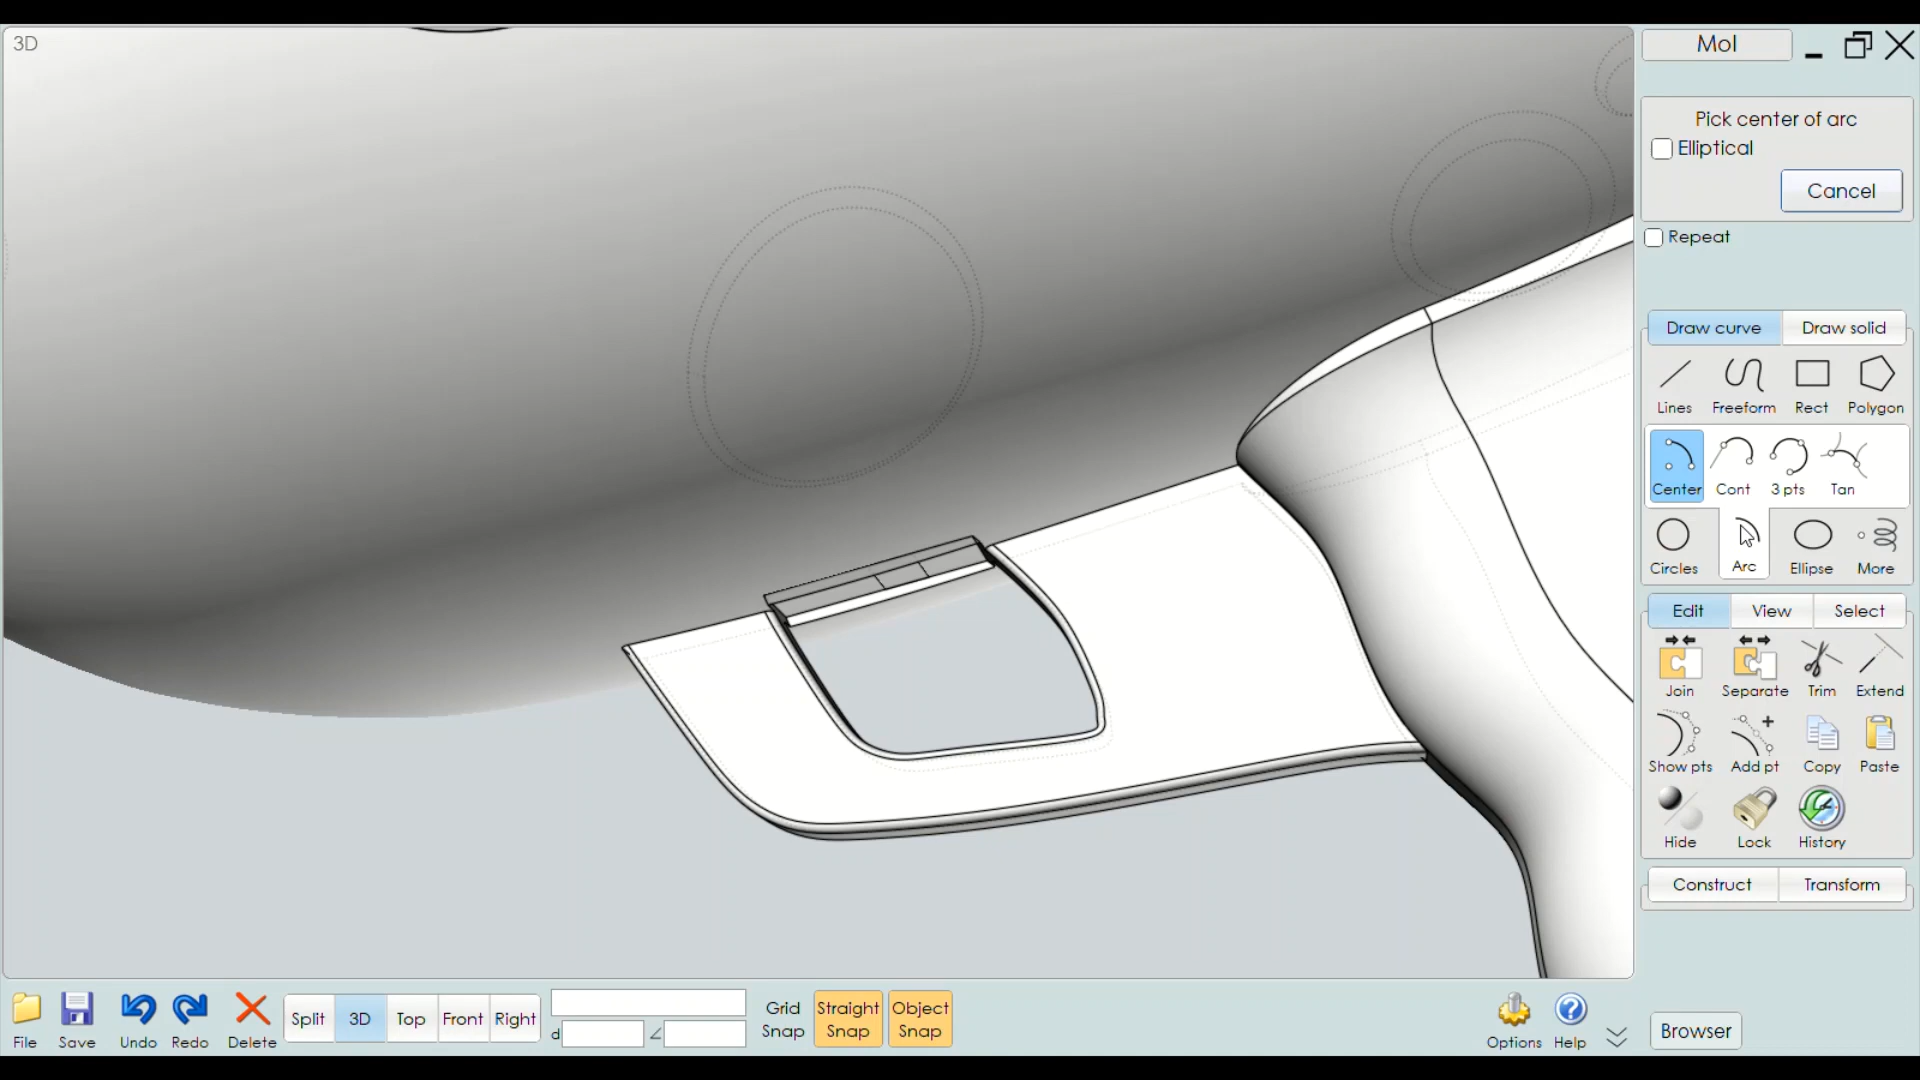 3D
MoI
Pick center of arc
Elliptical
Cancel
Repeat
Draw curve Draw solid
Lines Freeform Rect Polygon
Center Cont 3 pts Tan
Circles Arc Ellipse More
Edit View Select
Join Separate Trim Extend
Show pts Add pt Copy Paste
Hide Lock History
Construct Transform
File Save Undo Redo Delete
Split 3D Top Front Right
d
∠
Grid
Snap
Straight
Snap
Object
Snap
Options Help
Browser